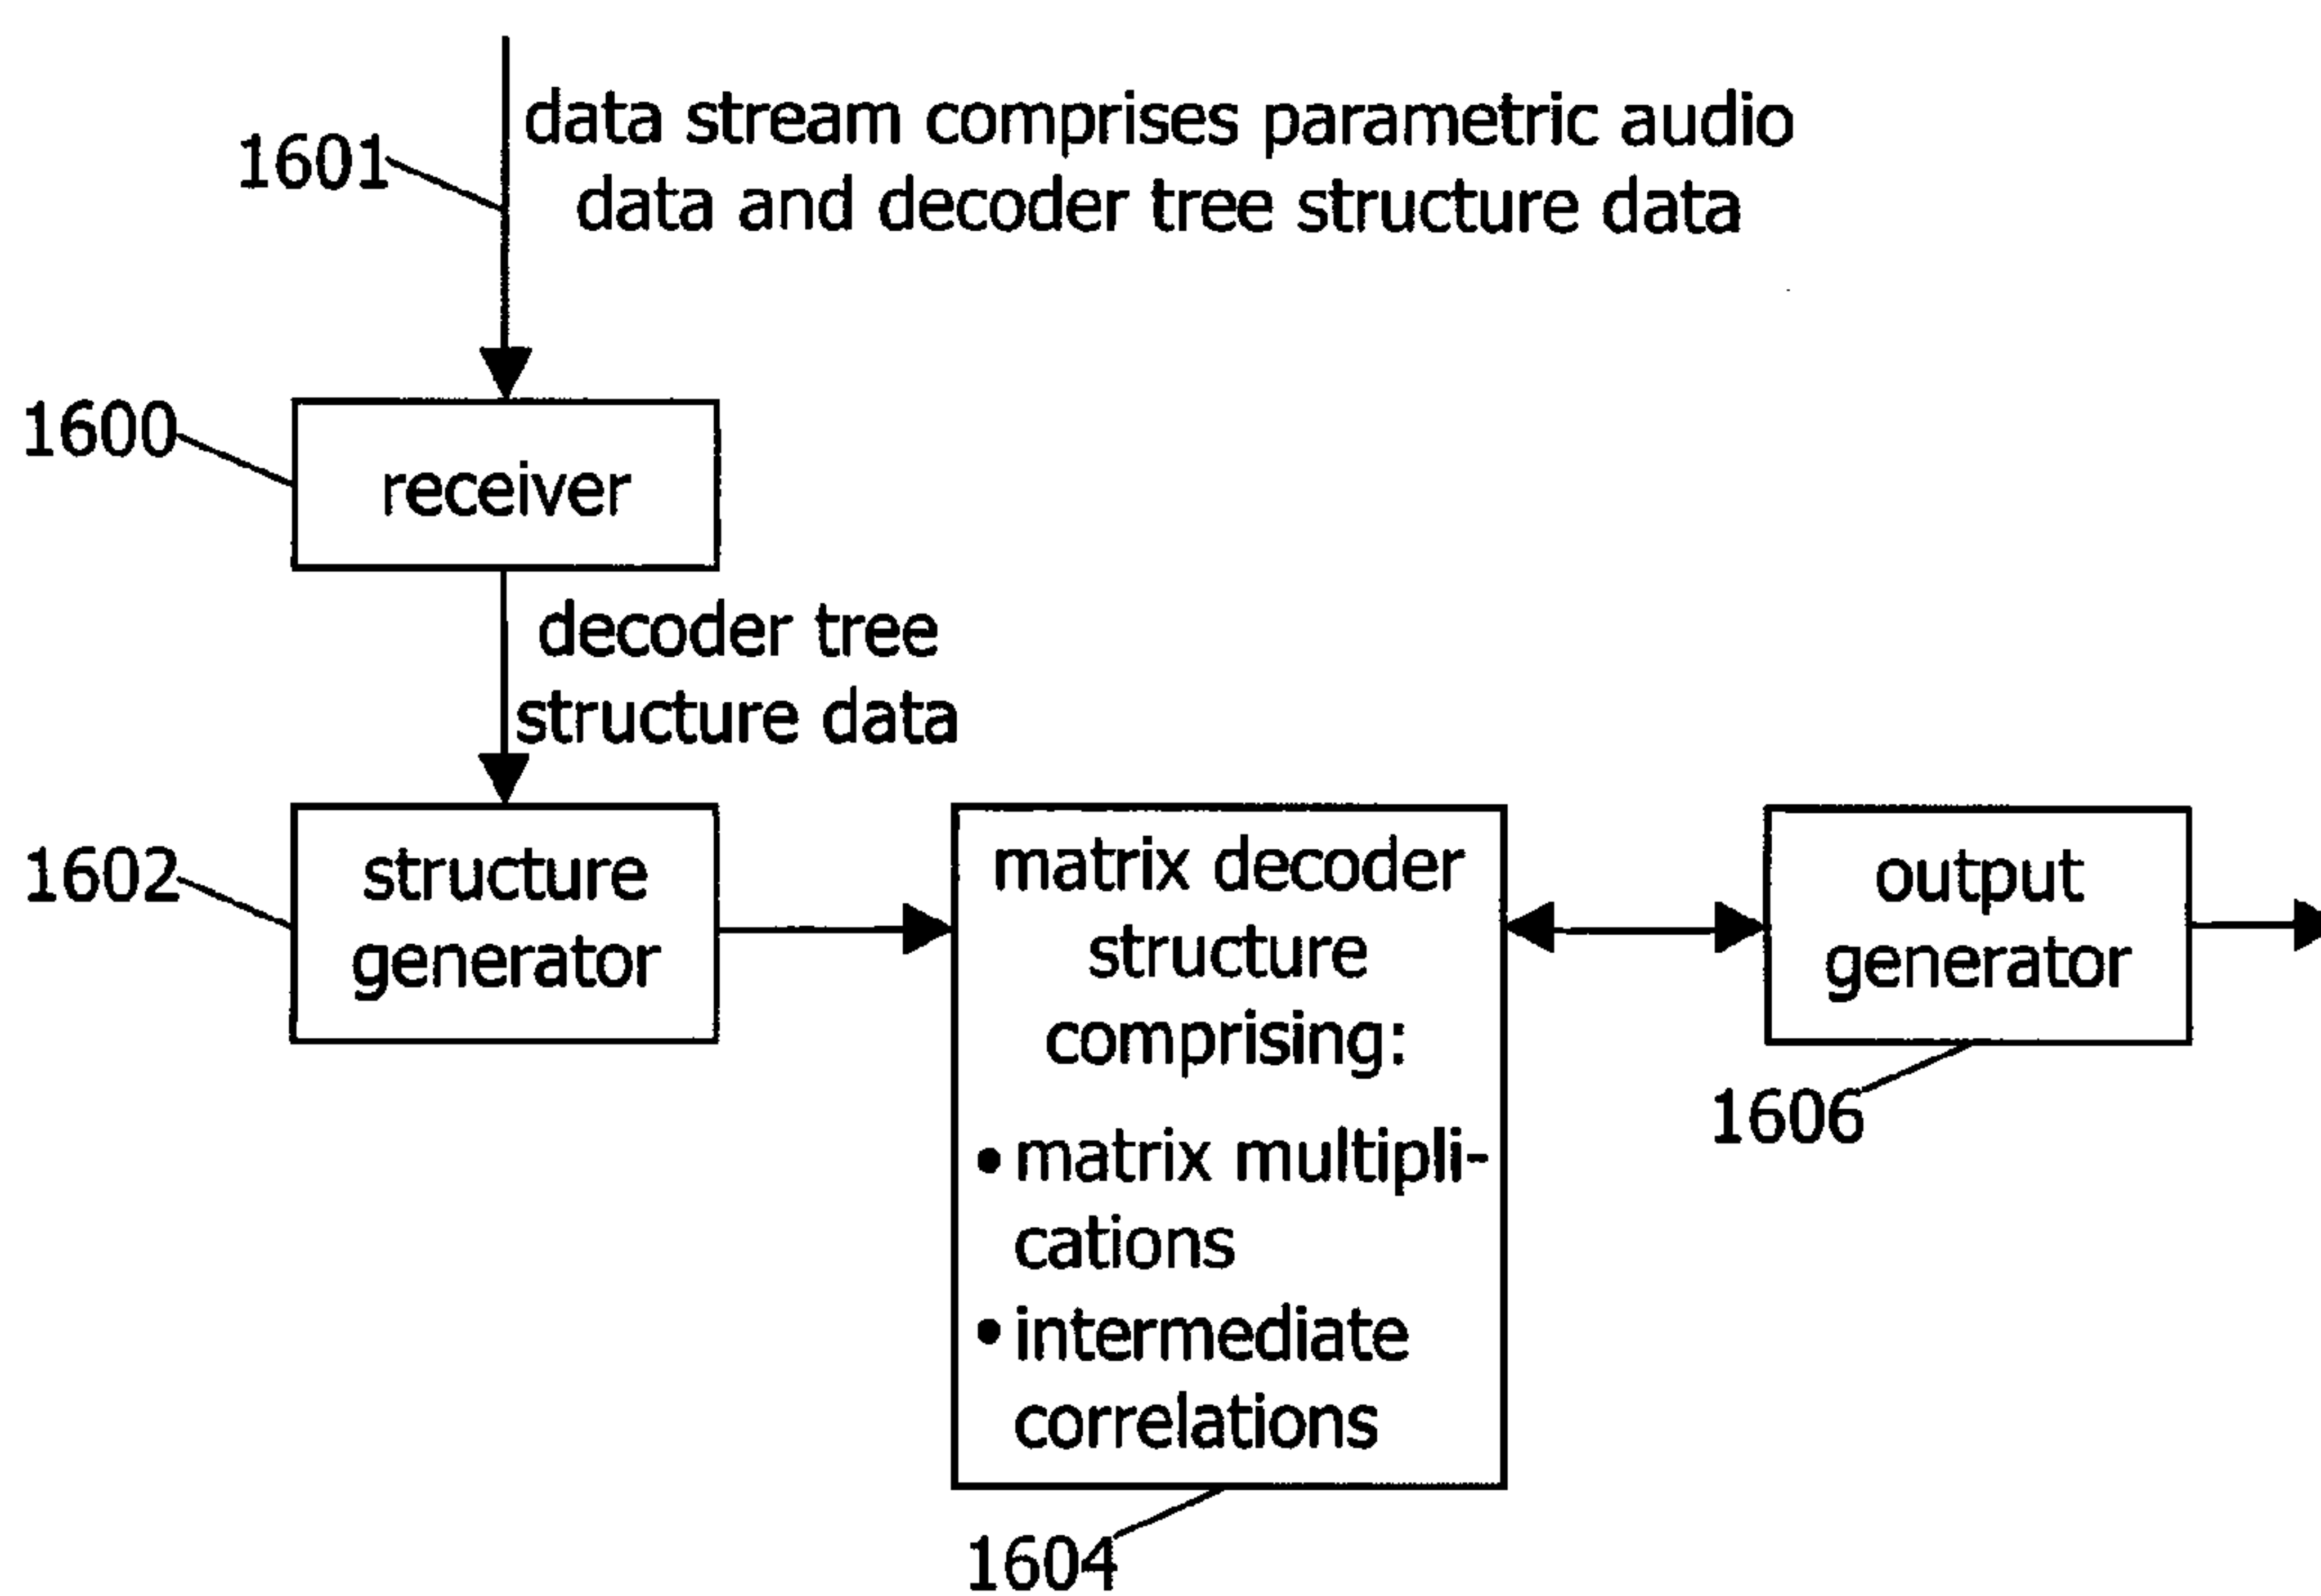 data stream comprises parametric audio
data and decoder tree structure data
1601
1600
receiver
decoder tree
structure data
1602
structure
generator
matrix decoder
structure
comprising:
• matrix multipli-
cations
• intermediate
correlations
1604
output
generator
1606